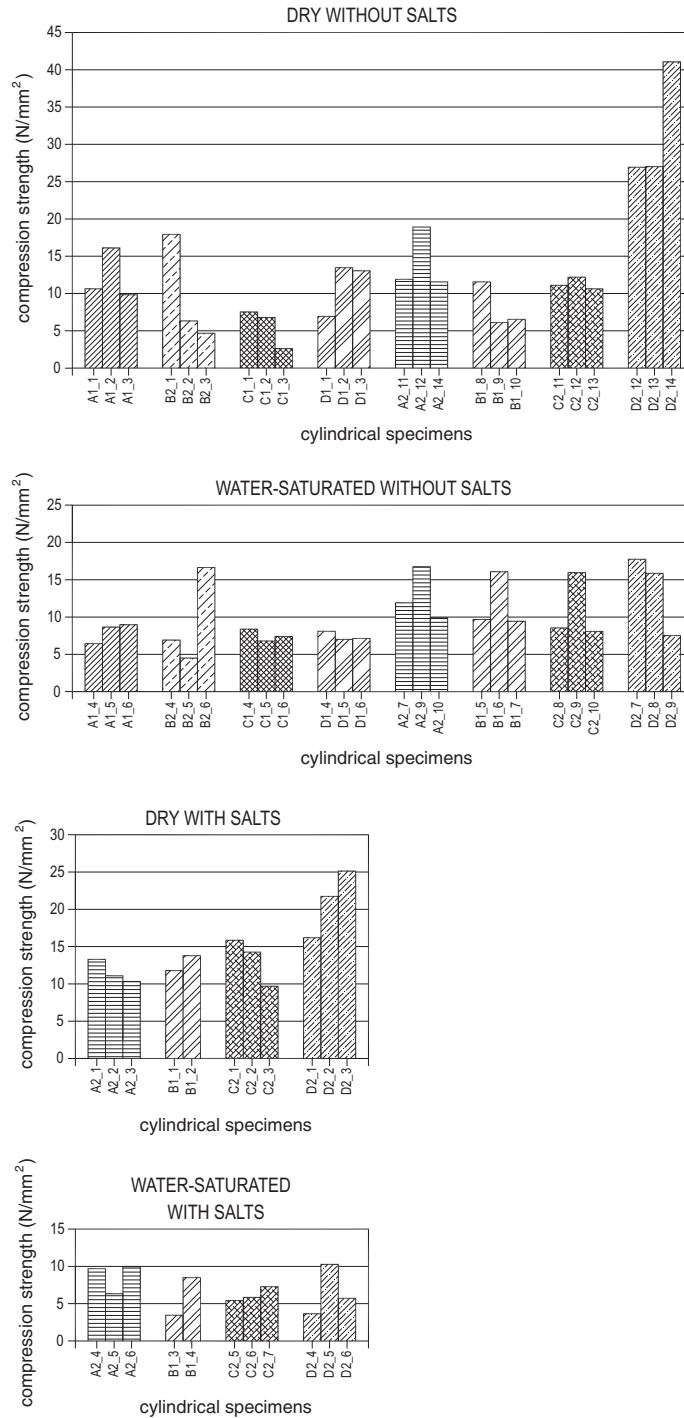 DRY WITHOUT SALTS
compression strength (N/mm²)
45
40
35
30
25
20
15
10
5
0
A1_1
A1_2
A1_3
B2_1
B2_2
B2_3
C1_1
C1_2
C1_3
D1_1
D1_2
D1_3
A2_11
A2_12
A2_14
B1_8
B1_9
B1_10
C2_11
C2_12
C2_13
D2_12
D2_13
D2_14
cylindrical specimens
WATER-SATURATED WITHOUT SALTS
compression strength (N/mm²)
25
20
15
10
5
0
A1_4
A1_5
A1_6
B2_4
B2_5
B2_6
C1_4
C1_5
C1_6
D1_4
D1_5
D1_6
A2_7
A2_9
A2_10
B1_5
B1_6
B1_7
C2_8
C2_9
C2_10
D2_7
D2_8
D2_9
cylindrical specimens
DRY WITH SALTS
compression strength (N/mm²)
30
25
20
15
10
5
0
A2_1
A2_2
A2_3
B1_1
B1_2
C2_1
C2_2
C2_3
D2_1
D2_2
D2_3
cylindrical specimens
WATER-SATURATED
WITH SALTS
compression strength (N/mm²)
15
10
5
0
A2_4
A2_5
A2_6
B1_3
B1_4
C2_5
C2_6
C2_7
D2_4
D2_5
D2_6
cylindrical specimens